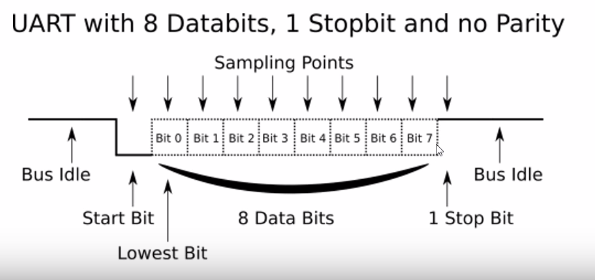 UART with 8 Databits, 1 Stopbit and no Parity
Sampling Points
Bit 0 Bit 1 Bit 2 Bit 3 Bit 4 Bit 5 Bit 6 Bit 7
Bus Idle
Bus Idle
Start Bit
8 Data Bits
1 Stop Bit
Lowest Bit